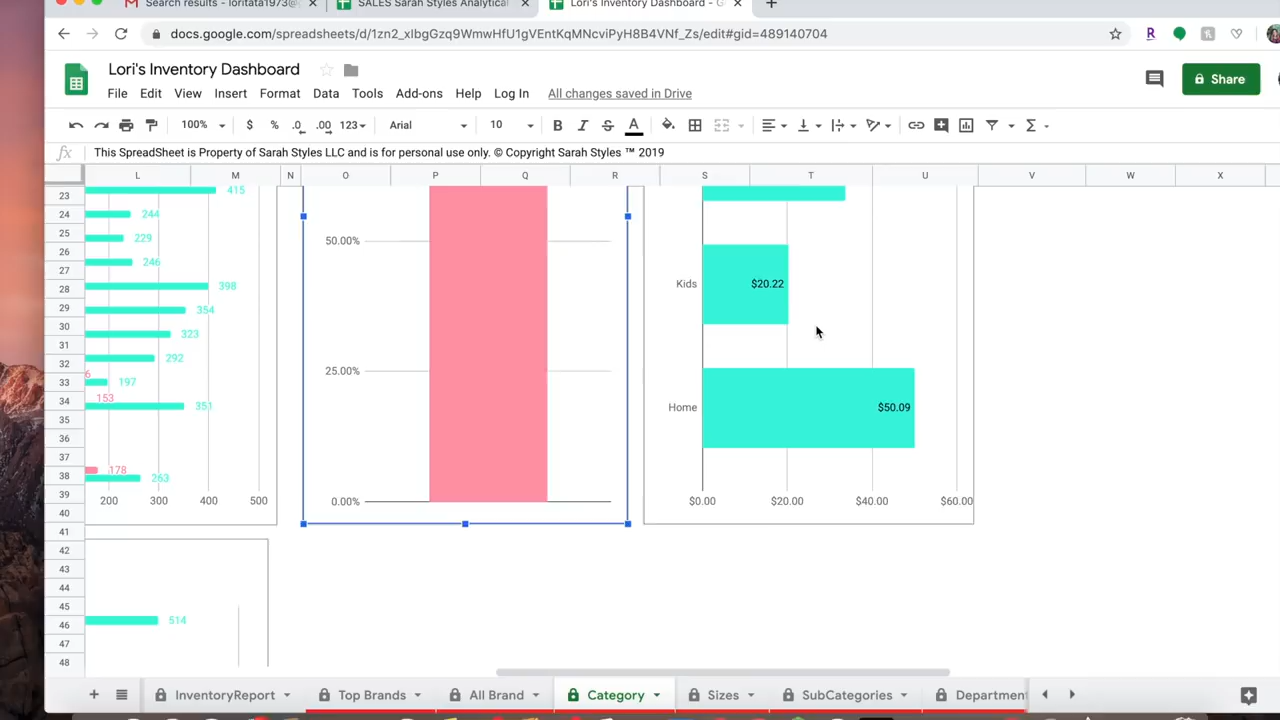 Search results - loritata1973@
SALES Sarah Styles Analytical
Lori's Inventory Dashboard - G
docs.google.com/spreadsheets/d/1zn2_xlbgGzq9WmwHfU1gVEntKqMNcviPyH8B4VNf_Zs/edit#gid=489140704
Lori's Inventory Dashboard
File Edit View Insert Format Data Tools Add-ons Help Log In All changes saved in Drive
Share
100% $ % .0 .00 123 Arial 10 B I S A
fx This SpreadSheet is Property of Sarah Styles LLC and is for personal use only. © Copyright Sarah Styles ™ 2019
L M N O P Q R S T U V W X
23
24
25
26
27
28
29
30
31
32
33
34
35
36
37
38
39
40
41
42
43
44
45
46
47
48
415
244
229
246
398
354
323
292
6
197
153
351
178
263
200 300 400 500
514
50.00%
25.00%
0.00%
Kids $20.22
Home $50.09
$0.00 $20.00 $40.00 $60.00
InventoryReport Top Brands All Brand Category Sizes SubCategories Department